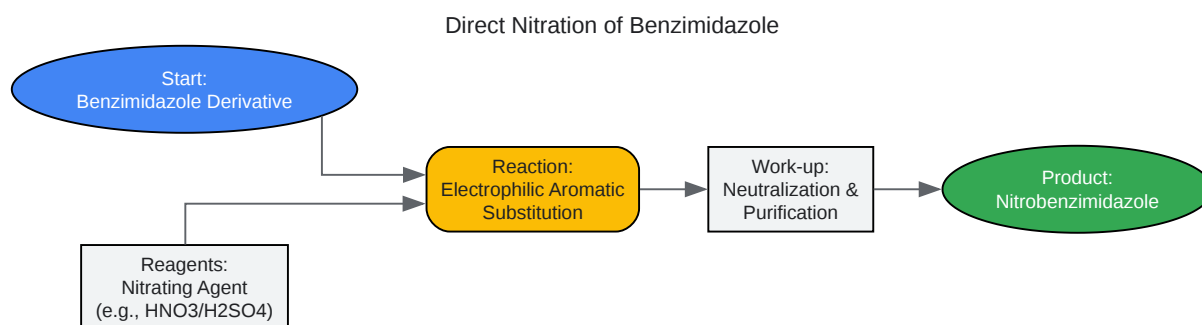 Direct Nitration of Benzimidazole
Start:
Benzimidazole Derivative
Reaction:
Electrophilic Aromatic
Substitution
Work-up:
Neutralization &
Purification
Product:
Nitrobenzimidazole
Reagents:
Nitrating Agent
(e.g., HNO3/H2SO4)